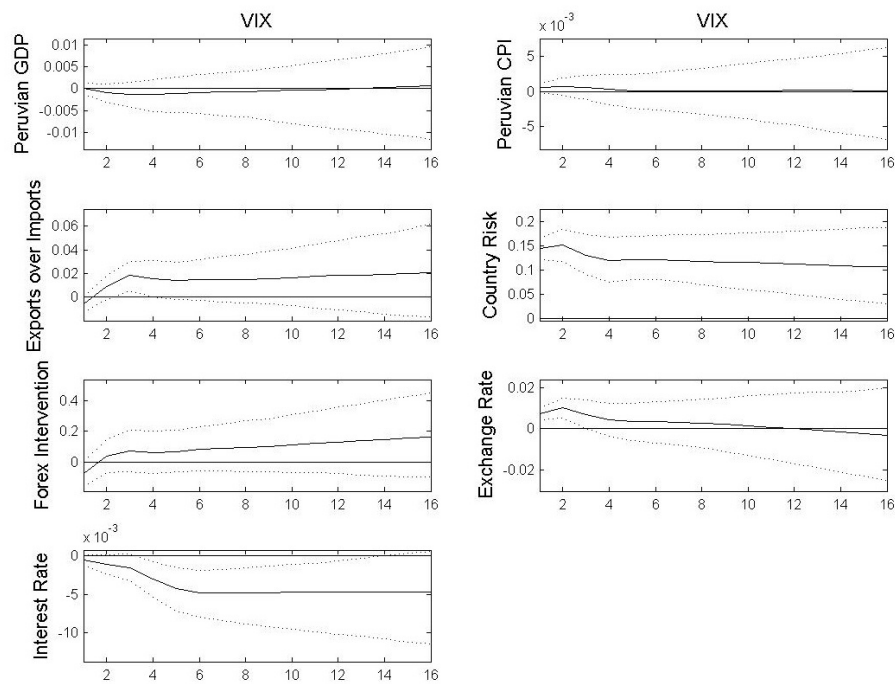 VIX
Peruvian GDP
0.01
0.005
0
-0.005
-0.01
2 4 6 8 10 12 14 16
VIX
x 10^-3
Peruvian CPI
5
0
-5
2 4 6 8 10 12 14 16
Exports over Imports
0.06
0.04
0.02
0
2 4 6 8 10 12 14 16
Country Risk
0.2
0.15
0.1
0.05
0
2 4 6 8 10 12 14 16
Forex Intervention
0.4
0.2
0
2 4 6 8 10 12 14 16
Exchange Rate
0.02
0
-0.02
2 4 6 8 10 12 14 16
x 10^-3
Interest Rate
0
-5
-10
2 4 6 8 10 12 14 16